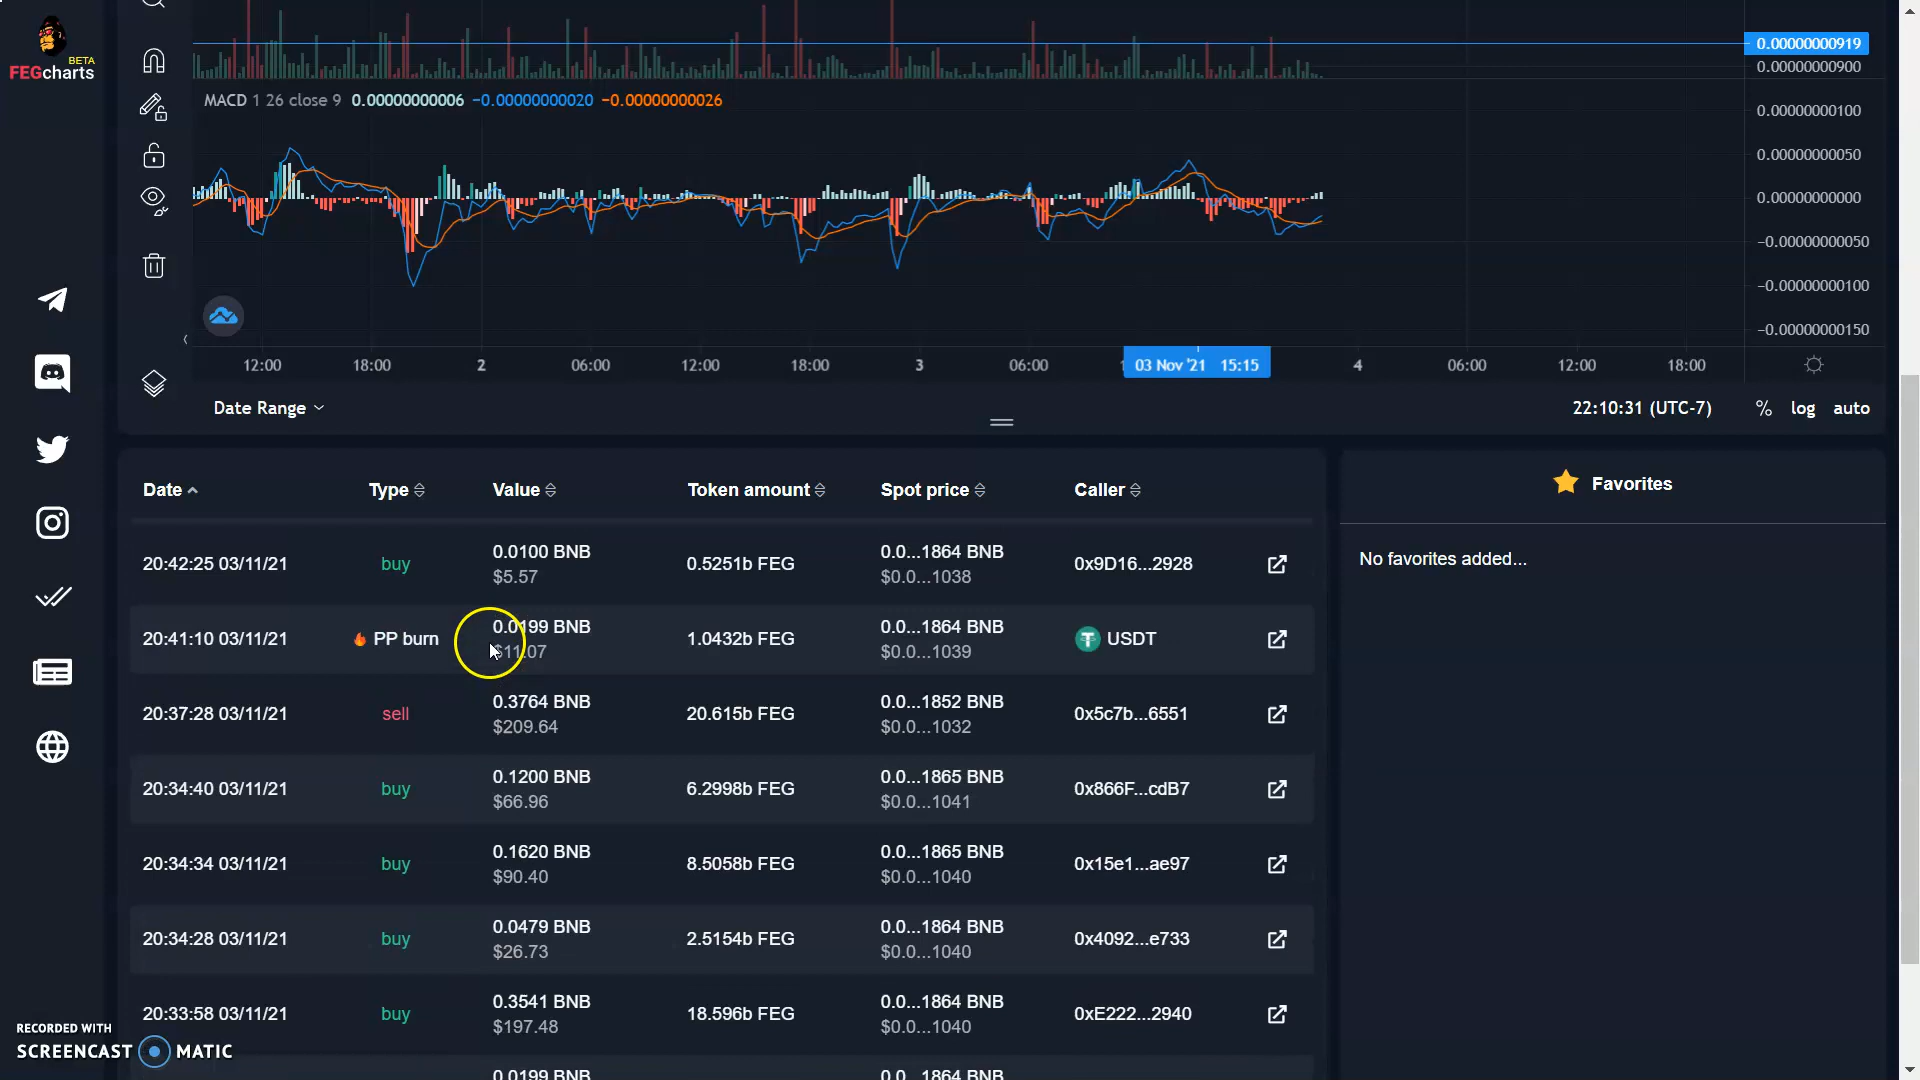 BETA
FEGcharts
0.00000000919
0.00000000900
MACD 1 26 close 9 0.00000000006 −0.00000000020 −0.00000000026
0.00000000100
0.00000000050
0.00000000000
−0.00000000050
−0.00000000100
−0.00000000150
12:00 18:00 2 06:00 12:00 18:00 3 06:00 03 Nov '21 15:15 4 06:00 12:00 18:00
Date Range
22:10:31 (UTC-7) % log auto
Date Type Value Token amount Spot price Caller
Favorites
No favorites added...
20:42:25 03/11/21 buy 0.0100 BNB 0.5251b FEG 0.0...1864 BNB 0x9D16...2928
$5.57 $0.0...1038
20:41:10 03/11/21 PP burn 0.0199 BNB 1.0432b FEG 0.0...1864 BNB USDT
$11.07 $0.0...1039
20:37:28 03/11/21 sell 0.3764 BNB 20.615b FEG 0.0...1852 BNB 0x5c7b...6551
$209.64 $0.0...1032
20:34:40 03/11/21 buy 0.1200 BNB 6.2998b FEG 0.0...1865 BNB 0x866F...cdB7
$66.96 $0.0...1041
20:34:34 03/11/21 buy 0.1620 BNB 8.5058b FEG 0.0...1865 BNB 0x15e1...ae97
$90.40 $0.0...1040
20:34:28 03/11/21 buy 0.0479 BNB 2.5154b FEG 0.0...1864 BNB 0x4092...e733
$26.73 $0.0...1040
20:33:58 03/11/21 buy 0.3541 BNB 18.596b FEG 0.0...1864 BNB 0xE222...2940
$197.48 $0.0...1040
0.0199 BNB 0.0...1864 BNB
RECORDED WITH
SCREENCAST MATIC